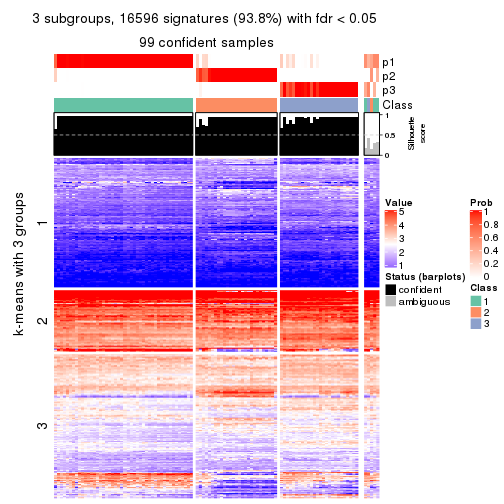 3 subgroups, 16596 signatures (93.8%) with fdr < 0.05
99 confident samples
p1
p2
p3
Class
1
0.5
0
Silhouette
score
k-means with 3 groups
1
2
3
Value
5
4
3
2
1
Status (barplots)
confident
ambiguous
Prob
1
0.8
0.6
0.4
0.2
0
Class
1
2
3